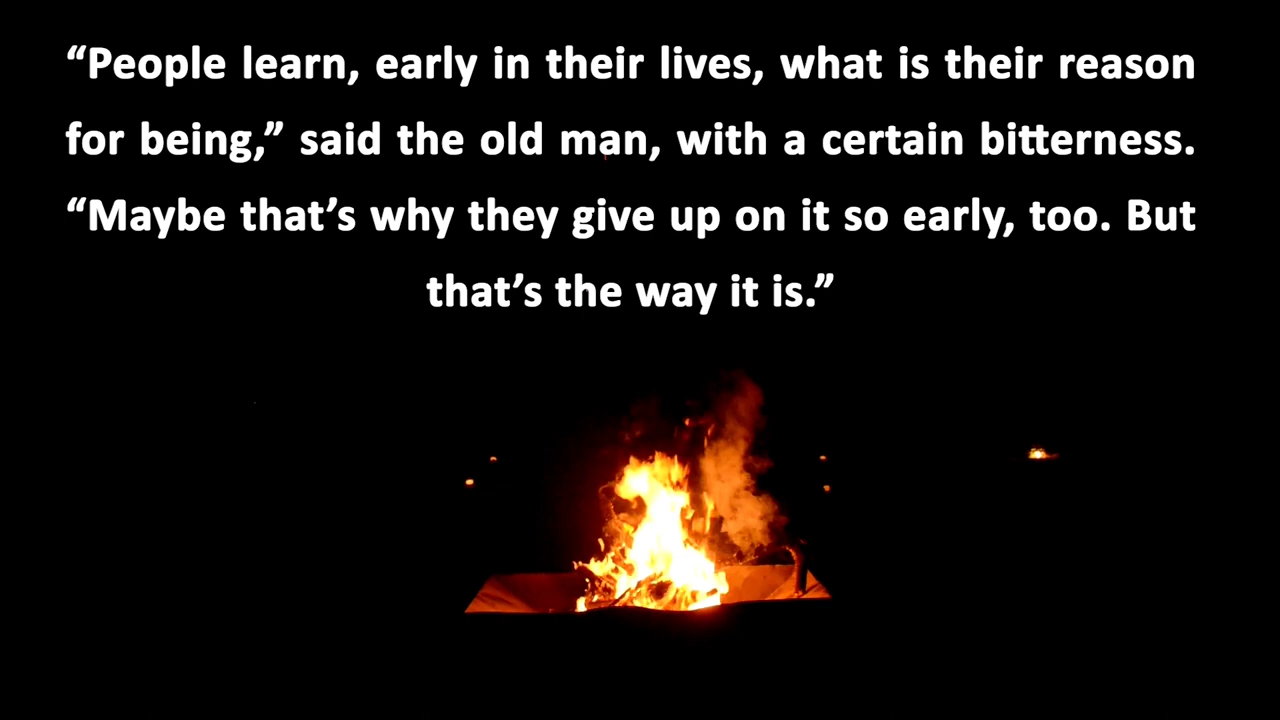 “People learn, early in their lives, what is their reason
for being,” said the old man, with a certain bitterness.
“Maybe that’s why they give up on it so early, too. But
that’s the way it is.”